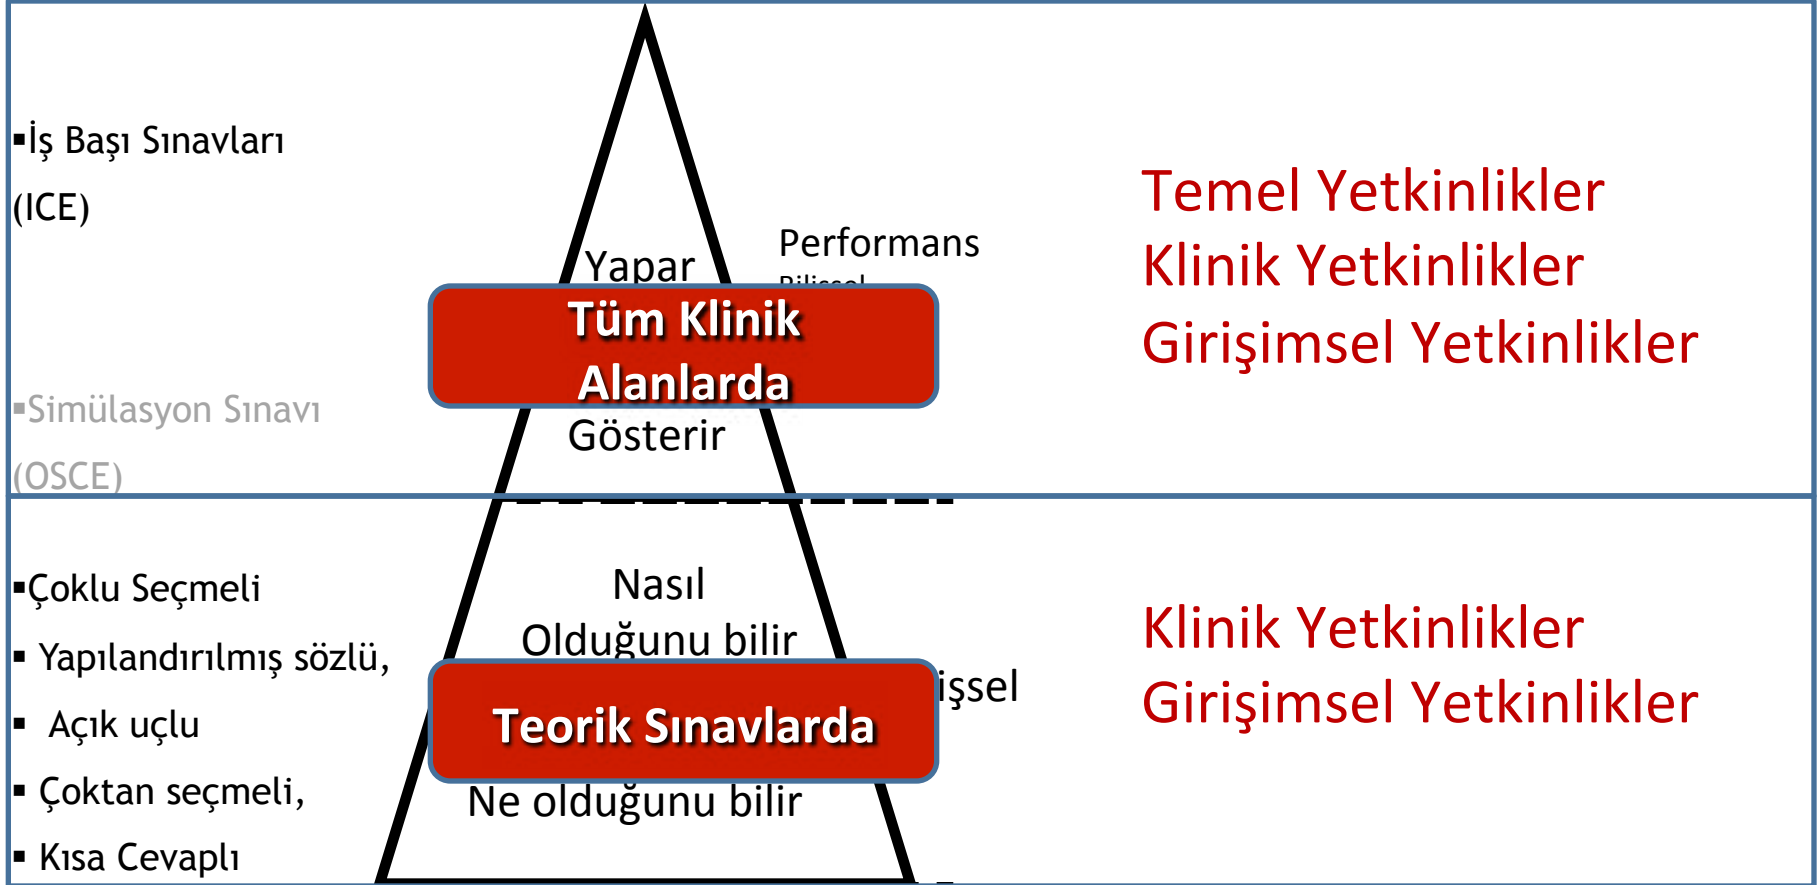 ▪İş Başı Sınavları
(ICE)
▪Simülasyon Sınavı
(OSCE)
Yapar
Performans
Tüm Klinik
Alanlarda
Gösterir
Temel Yetkinlikler
Klinik Yetkinlikler
Girişimsel Yetkinlikler
▪Çoklu Seçmeli
▪ Yapılandırılmış sözlü,
▪ Açık uçlu
▪ Çoktan seçmeli,
▪ Kısa Cevaplı
Nasıl
Olduğunu bilir
işsel
Teorik Sınavlarda
Ne olduğunu bilir
Klinik Yetkinlikler
Girişimsel Yetkinlikler